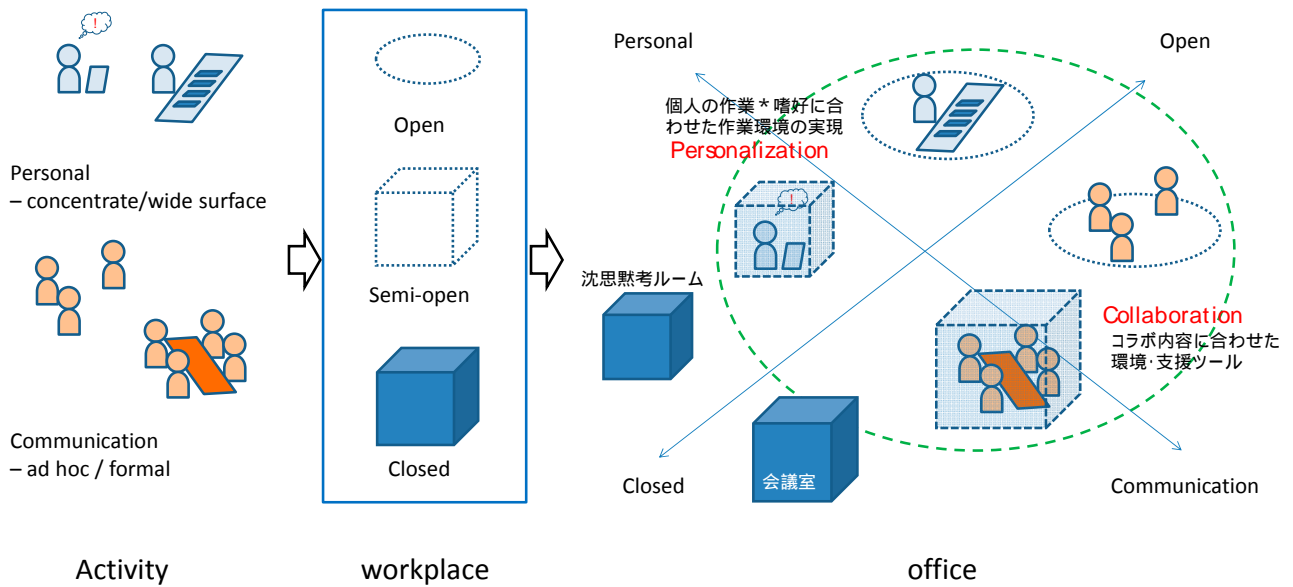 !
Personal
– concentrate/wide surface
Communication
– ad hoc / formal
Activity
Open
Semi-open
Closed
workplace
Personal
Open
個人の作業*嗜好に合
わせた作業環境の実現
Personalization
!
沈思黙考ルーム
Collaboration
コラボ内容に合わせた
環境･支援ツール
会議室
Closed
Communication
office